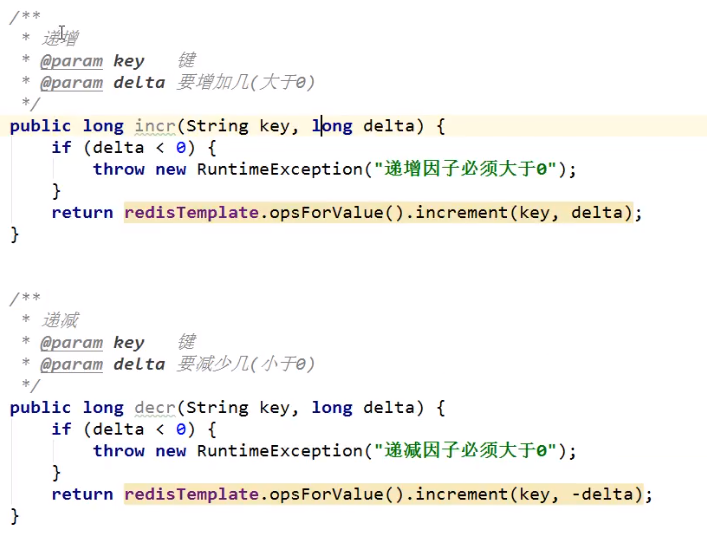 /**
 * 递增
 * @param key   键
 * @param delta 要增加几(大于0)
 */
public long incr(String key, long delta) {
    if (delta < 0) {
        throw new RuntimeException("递增因子必须大于0");
    }
    return redisTemplate.opsForValue().increment(key, delta);
}
/**
 * 递减
 * @param key   键
 * @param delta 要减少几(小于0)
 */
public long decr(String key, long delta) {
    if (delta < 0) {
        throw new RuntimeException("递减因子必须大于0");
    }
    return redisTemplate.opsForValue().increment(key, -delta);
}